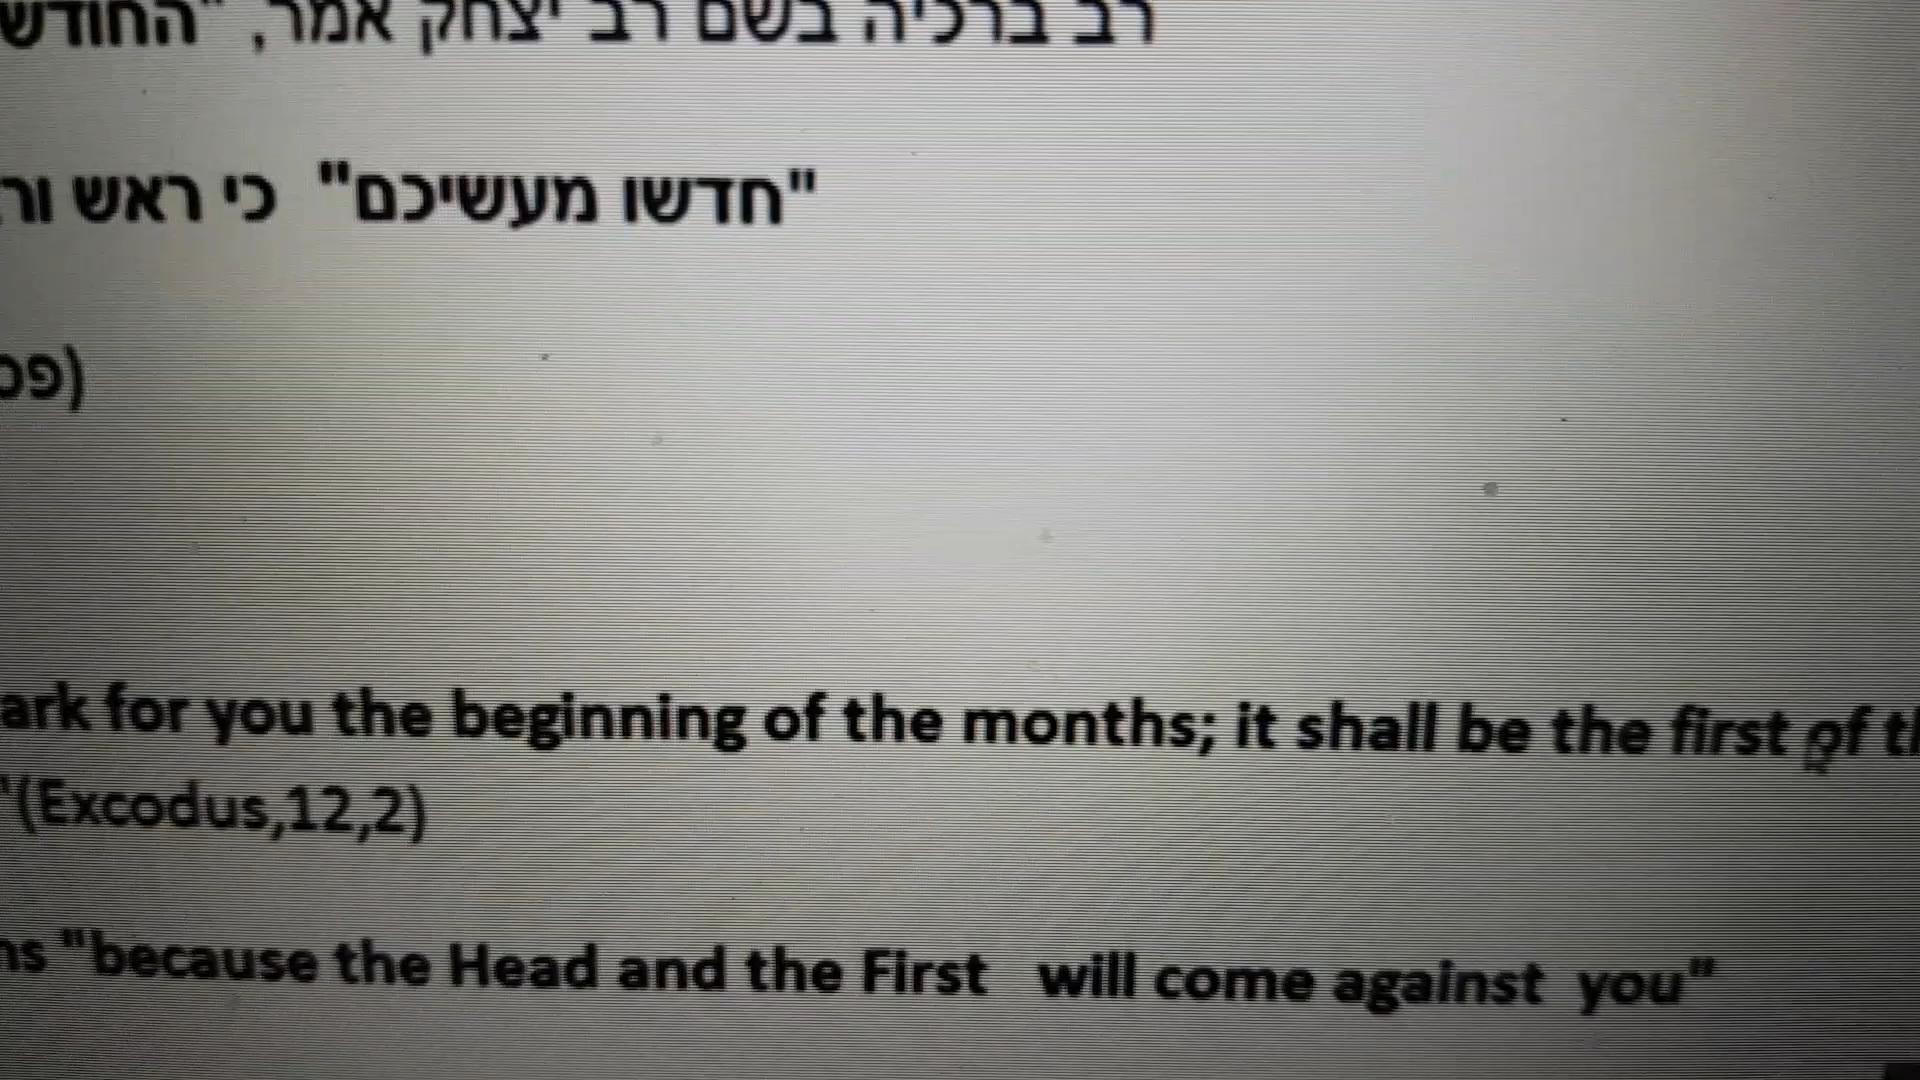 רב ברכיה בשם רב יצחק אמר, "החודש
"חדשו מעשיכם" כי ראש
(פס
ark for you the beginning of the months; it shall be the first of
"(Excodus,12,2)
"because the Head and the First will come against you"